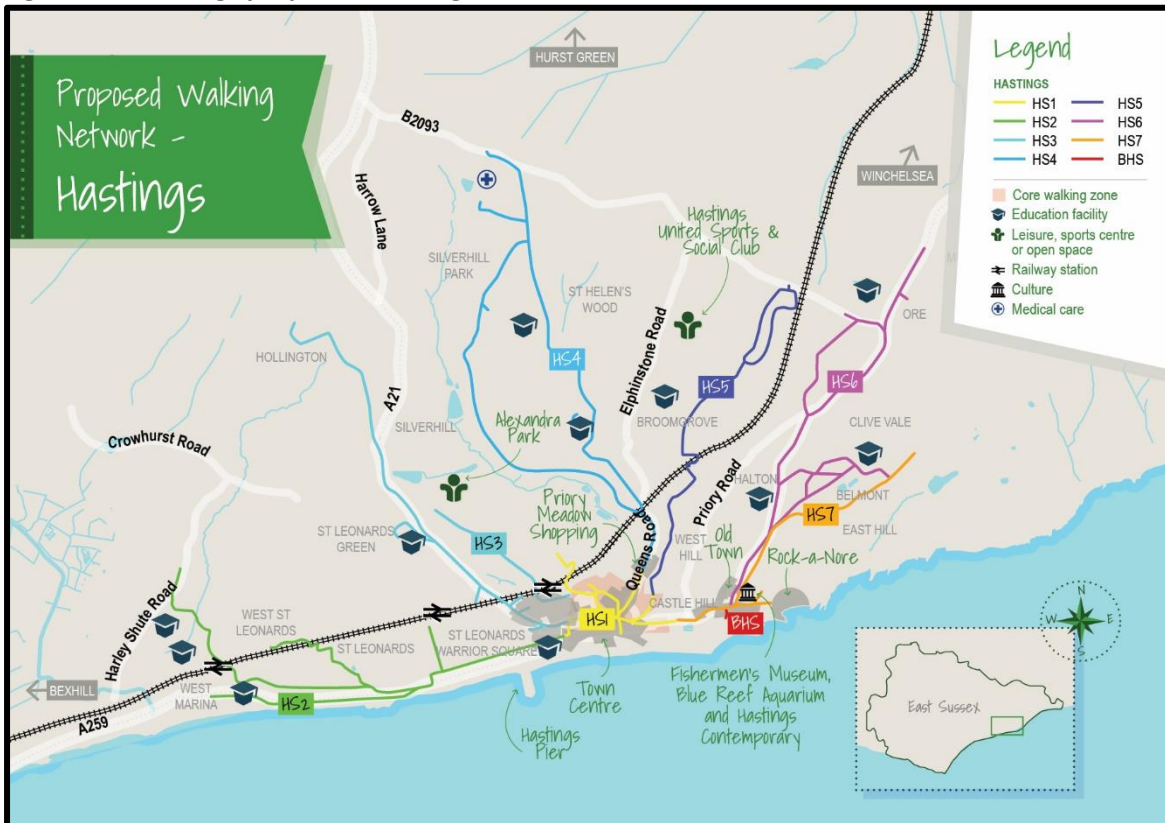 Proposed Walking
Network -
Hastings
Legend
HASTINGS
HS1
HS2
HS3
HS4
HS5
HS6
HS7
BHS
Core walking zone
Education facility
Leisure, sports centre
or open space
Railway station
Culture
Medical care
HURST GREEN
B2093
Harrow Lane
WINCHELSEA
Hastings
United Sports &
Social Club
SILVERHILL
PARK
ST HELEN'S
WOOD
ORE
HOLLINGTON
HS4
Elphinstone Road
HS5
HS6
A21
SILVERHILL
Alexandra
Park
BROOMGROVE
CLIVE VALE
Crowhurst Road
Priory
Meadow
Shopping
Queens Road
Priory Road
HALTON
BELMONT
HS7
EAST HILL
ST LEONARDS
GREEN
HS3
WEST
HILL
Old
Town
Rock-a-Nore
Harley Shute Road
WEST ST
LEONARDS
ST LEONARDS
ST LEONARDS
WARRIOR SQUARE
HS1
CASTLE HILL
BHS
BEXHILL
WEST
MARINA
HS2
A259
Hastings
Pier
Town
Centre
Fishermen's Museum,
Blue Reef Aquarium
and Hastings
Contemporary
N
W
E
S
East Sussex